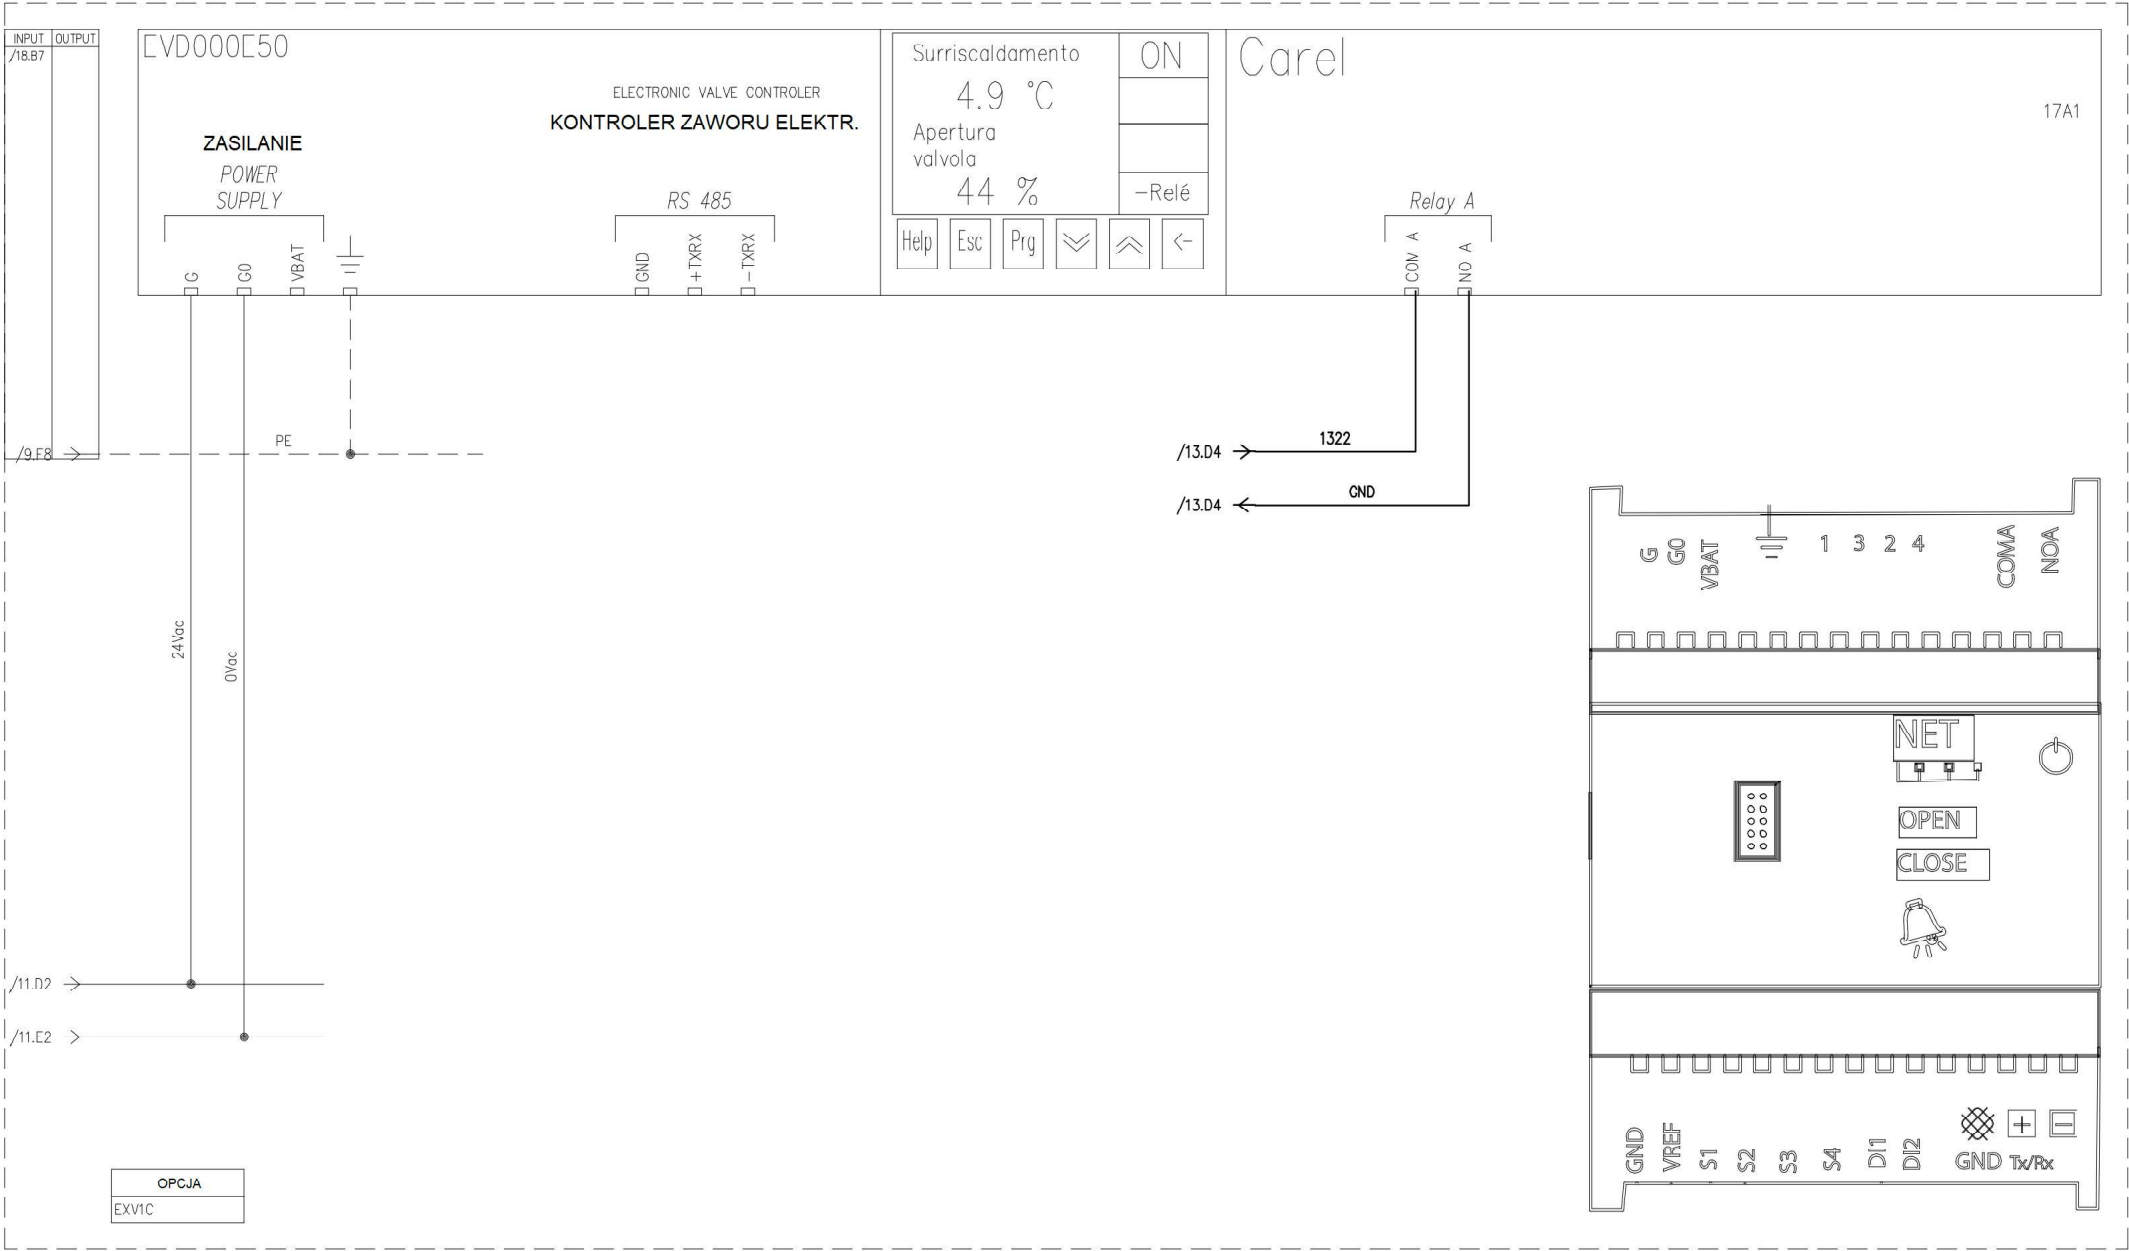 INPUT OUTPUT
/18.B7
EVD000E50
ELECTRONIC VALVE CONTROLER
KONTROLER ZAWORU ELEKTR.
ZASILANIE
POWER
SUPPLY
RS 485
G
G0
VBAT
GND
+TXRX
-TXRX
Surriscaldamento
4.9 °C
Apertura
valvola
44 %
ON
-Relé
Help Esc Prg
Carel
17A1
Relay A
COM A
NO A
/9.F8
PE
/13.D4
1322
/13.D4
GND
24Vac
0Vac
/11.D2
/11.E2
OPCJA
EXV1C
G
G0
VBAT
1 3 2 4
COMA
NOA
NET
OPEN
CLOSE
GND
VREF
S1
S2
S3
S4
DI1
DI2
GND Tx/Rx